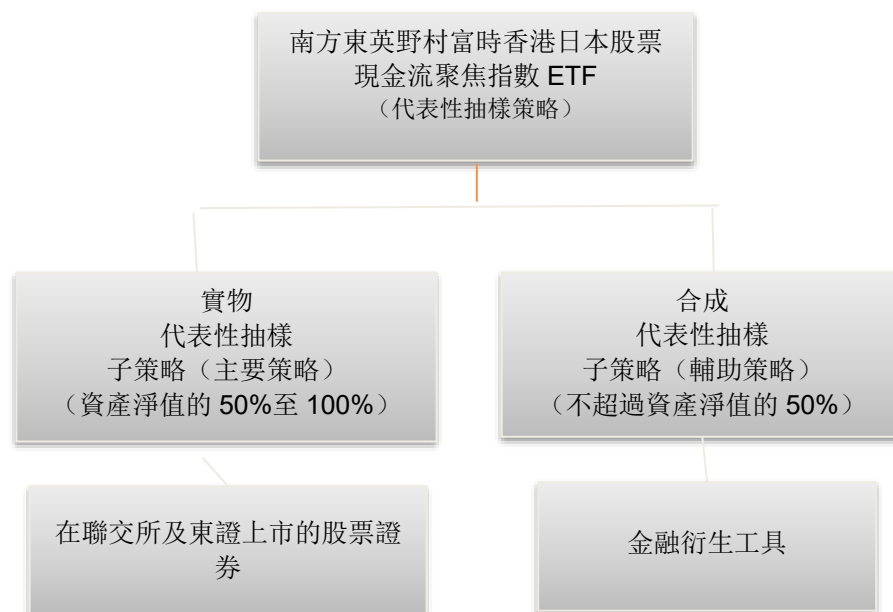 南方東英野村富時香港日本股票
現金流聚焦指數 ETF
（代表性抽樣策略）
實物
代表性抽樣
子策略（主要策略）
（資產淨值的 50%至 100%）
合成
代表性抽樣
子策略（輔助策略）
（不超過資產淨值的 50%）
在聯交所及東證上市的股票證
券
金融衍生工具